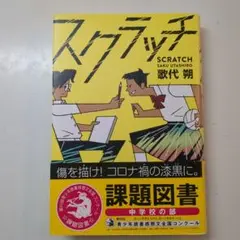 スクラッチ
SCRATCH
SAKU UTASHIRO
歌代 朔
傷を描け!コロナ禍の漆黒に。
課題図書
中学校の部
青少年読書感想文全国コンクール